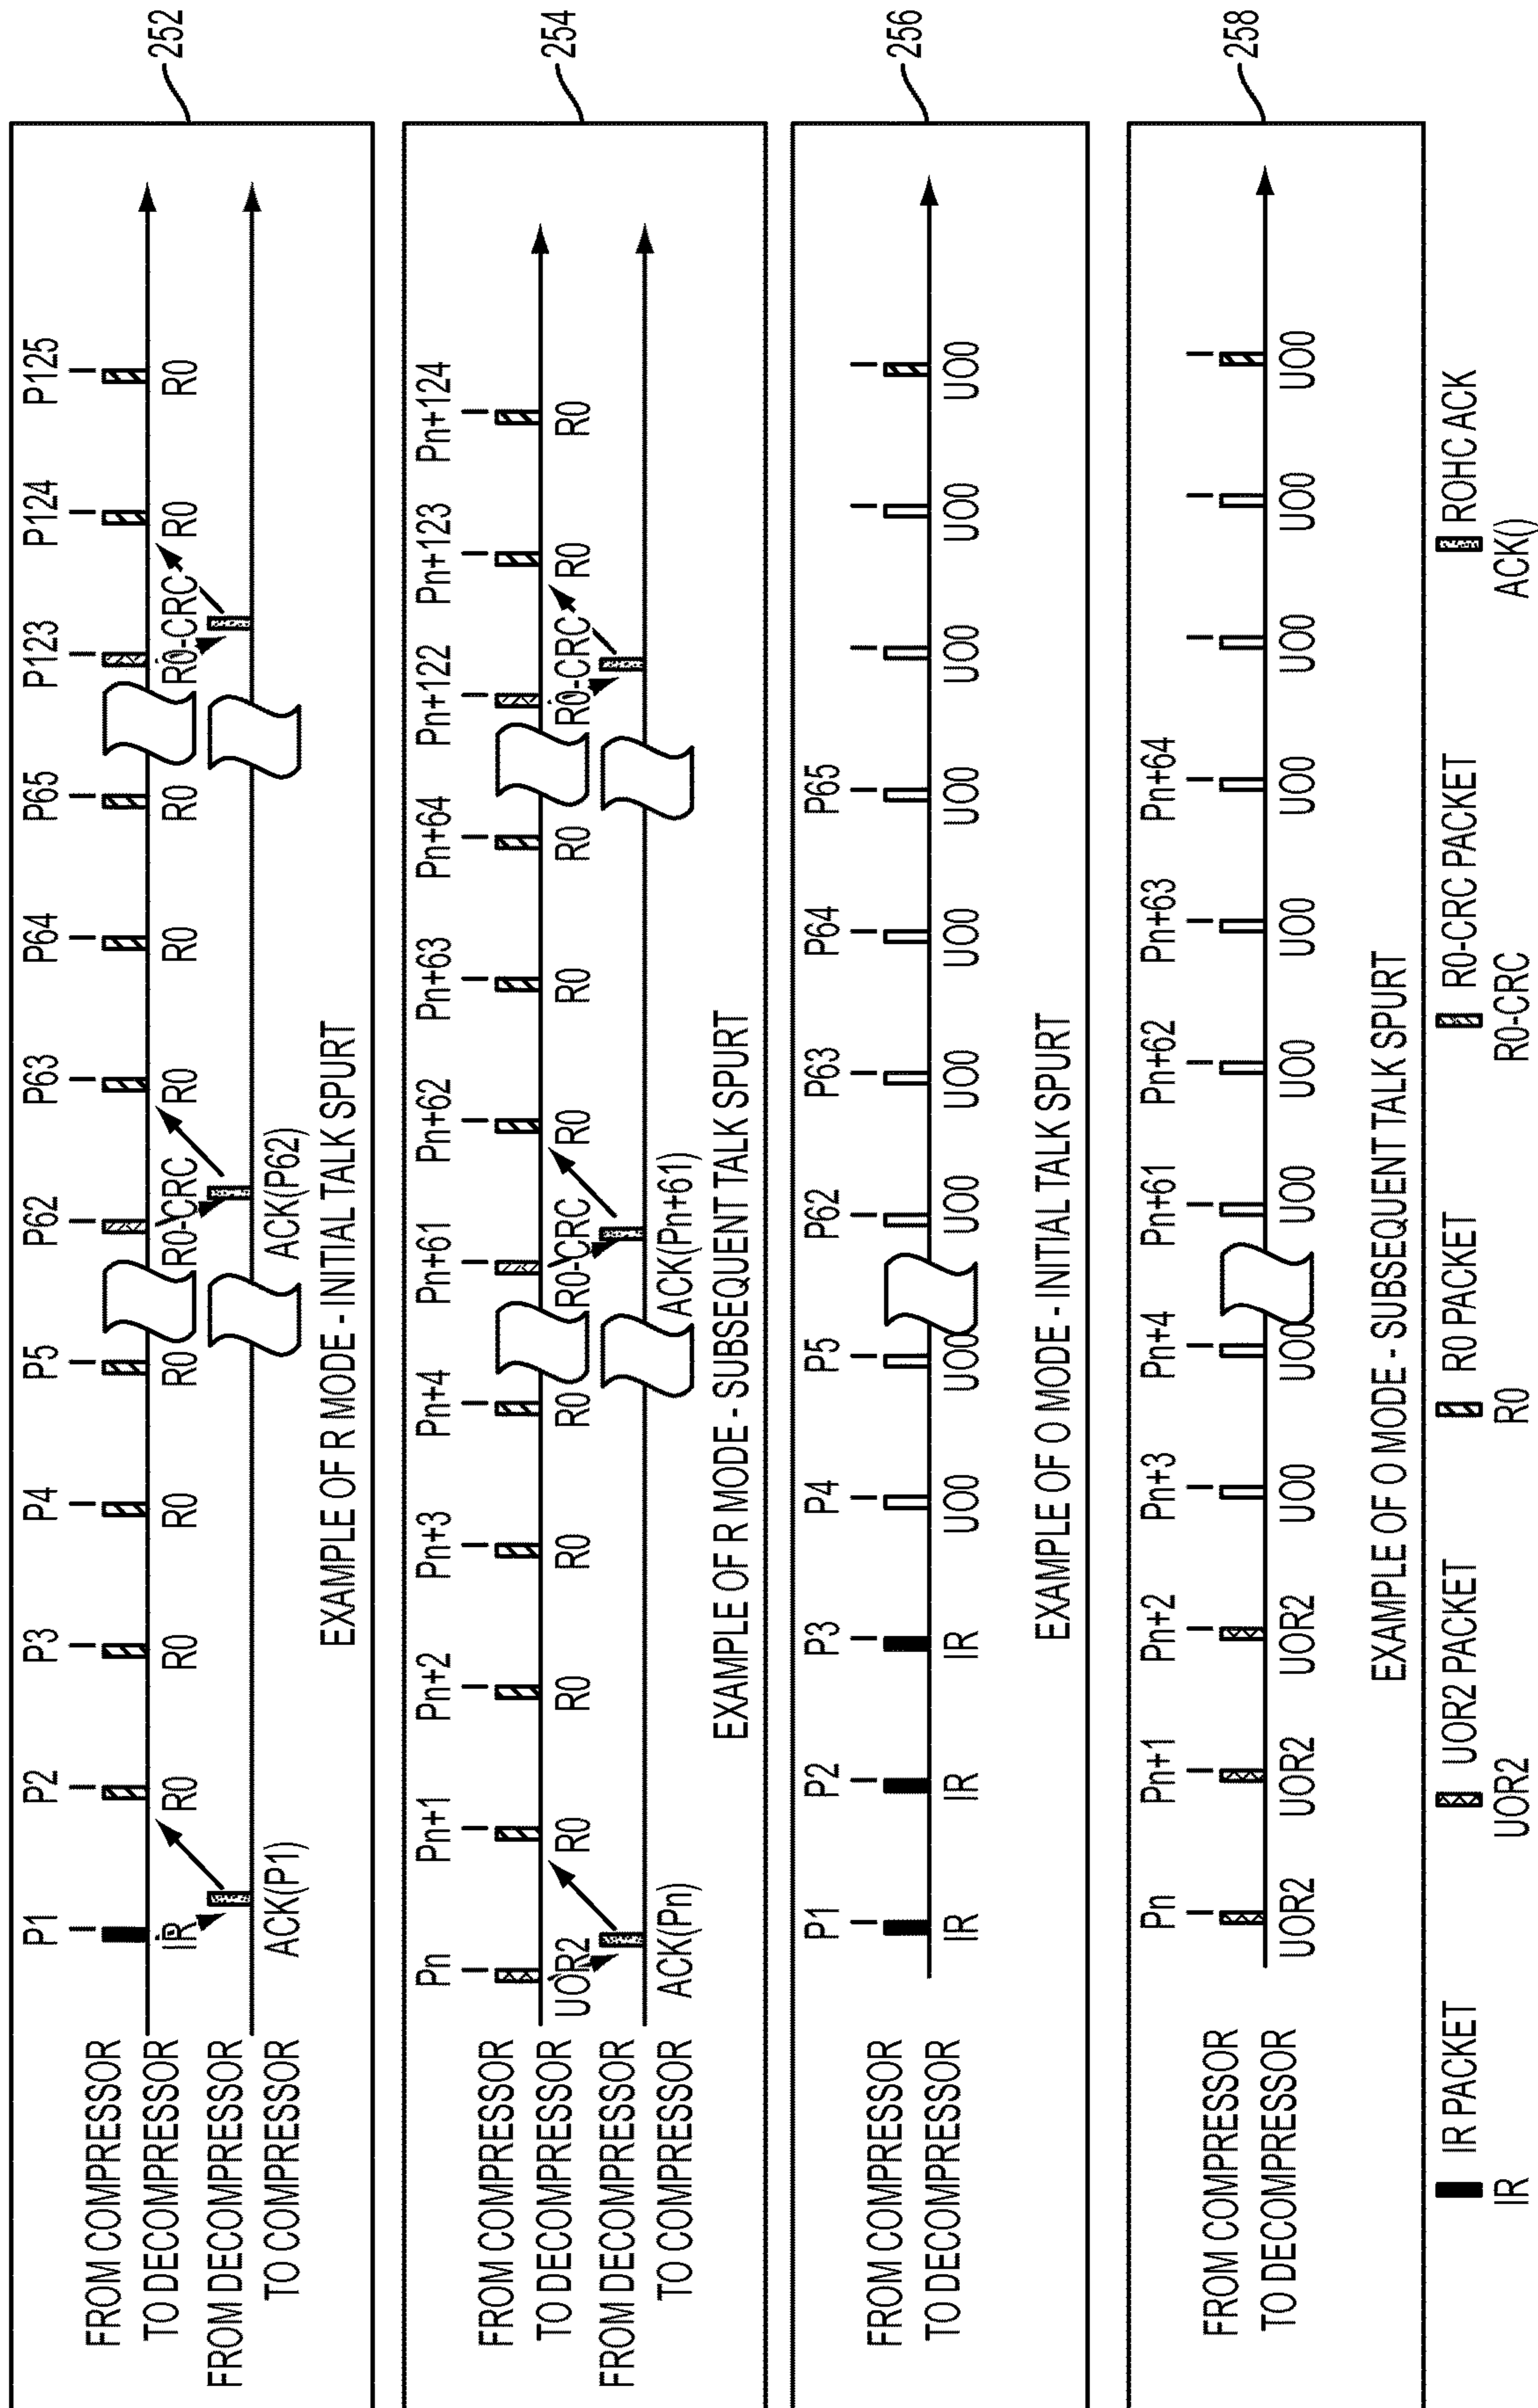 FROM COMPRESSOR
TO DECOMPRESSOR
FROM DECOMPRESSOR
TO COMPRESSOR
P1 P2 P3 P4 P5 P62 P63 P64 P65 P123 P124 P125
IR R0 R0 R0 R0 R0-CRC R0 R0 R0 R0-CRC R0 R0
ACK(P1) ACK(P62)
EXAMPLE OF R MODE - INITIAL TALK SPURT
252
FROM COMPRESSOR
TO DECOMPRESSOR
FROM DECOMPRESSOR
TO COMPRESSOR
Pn Pn+1 Pn+2 Pn+3 Pn+4 Pn+61 Pn+62 Pn+63 Pn+64 Pn+122 Pn+123 Pn+124
UOR2 R0 R0 R0 R0 R0-CRC R0 R0 R0 R0-CRC R0 R0
ACK(Pn) ACK(Pn+61)
EXAMPLE OF R MODE - SUBSEQUENT TALK SPURT
254
FROM COMPRESSOR
TO DECOMPRESSOR
P1 P2 P3 P4 P5 P62 P63 P64 P65
IR IR IR UO0 UO0 UO0 UO0 UO0 UO0 UO0 UO0 UO0
EXAMPLE OF O MODE - INITIAL TALK SPURT
256
FROM COMPRESSOR
TO DECOMPRESSOR
Pn Pn+1 Pn+2 Pn+3 Pn+4 Pn+61 Pn+62 Pn+63 Pn+64
UOR2 UOR2 UOR2 UO0 UO0 UO0 UO0 UO0 UO0 UO0 UO0 UO0
EXAMPLE OF O MODE - SUBSEQUENT TALK SPURT
258
IR PACKET UOR2 PACKET R0 PACKET R0-CRC PACKET ROHC ACK
IR UOR2 R0 R0-CRC ACK()